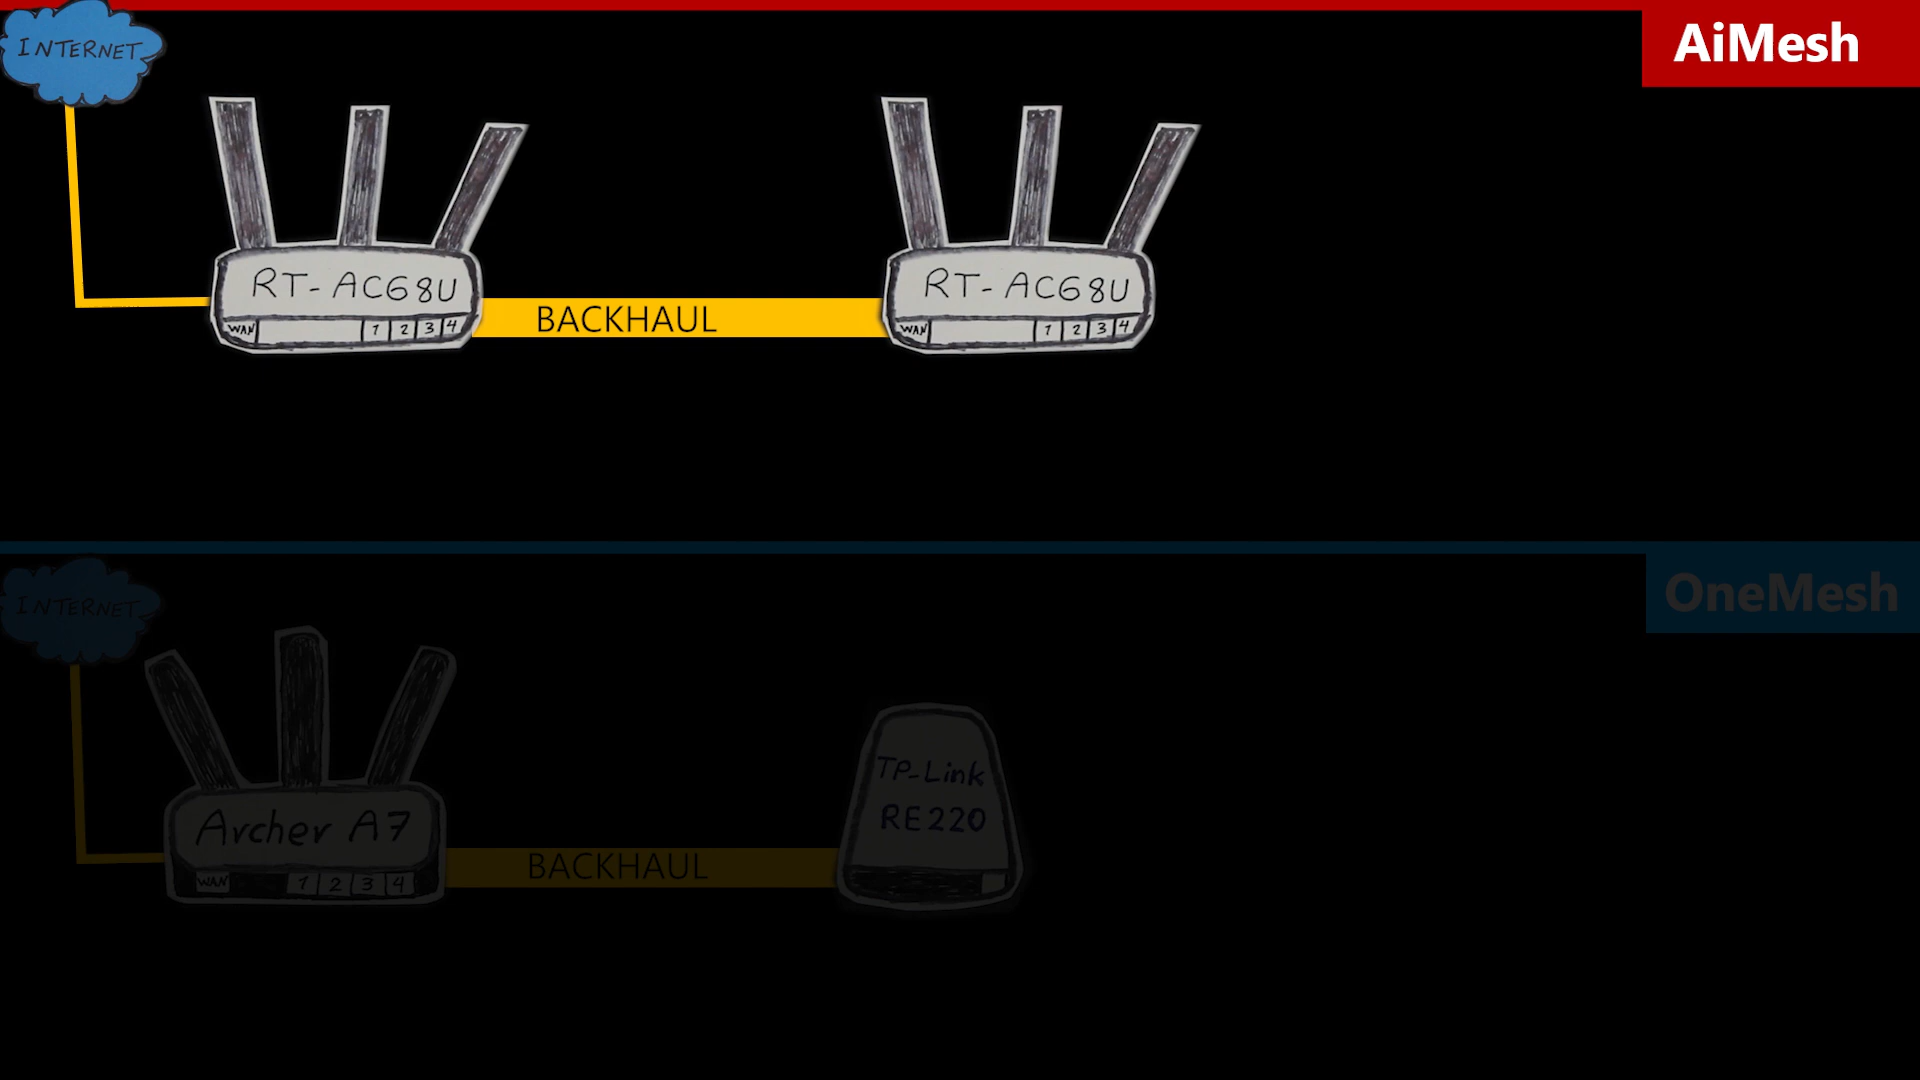 INTERNET
AiMesh
RT-AC68U
WAN 1 2 3 4
BACKHAUL
RT-AC68U
WAN 1 2 3 4
INTERNET
OneMesh
Archer A7
WAN 1 2 3 4
BACKHAUL
TP-Link
RE220